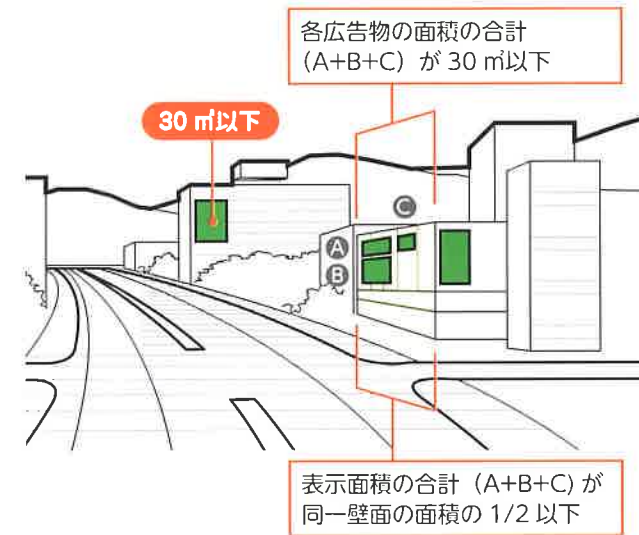 各広告物の面積の合計
(A+B+C) が 30 ㎡以下
30 ㎡以下
C
A
B
表示面積の合計（A+B+C) が
同一壁面の面積の 1/2 以下